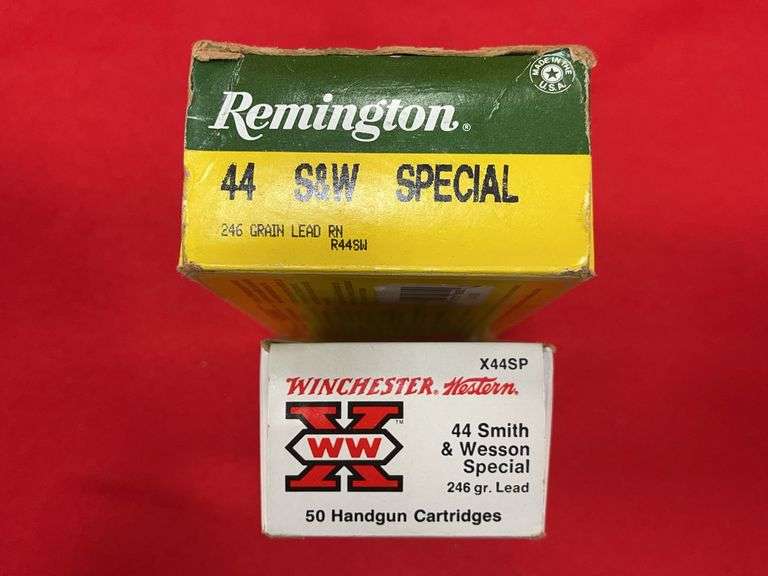 MADE IN THE
U.S.A.
Remington®
44 S&W SPECIAL
246 GRAIN LEAD RN
R44SW
X44SP
WINCHESTER® Western®
X
WW
TM
44 Smith
& Wesson
Special
246 gr. Lead
50 Handgun Cartridges